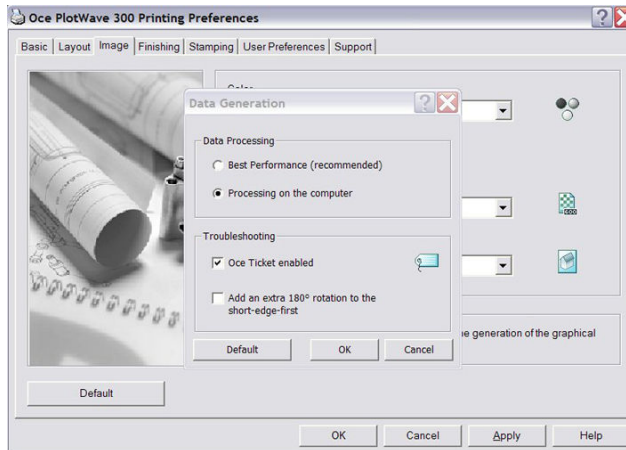 Oce PlotWave 300 Printing Preferences
Basic
Layout
Image
Finishing
Stamping
User Preferences
Support
Data Generation
Data Processing
Best Performance (recommended)
Processing on the computer
Troubleshooting
Oce Ticket enabled
Add an extra 180º rotation to the
short-edge-first
Default
OK
Cancel
600
generation of the graphical
Default
OK
Cancel
Apply
Help